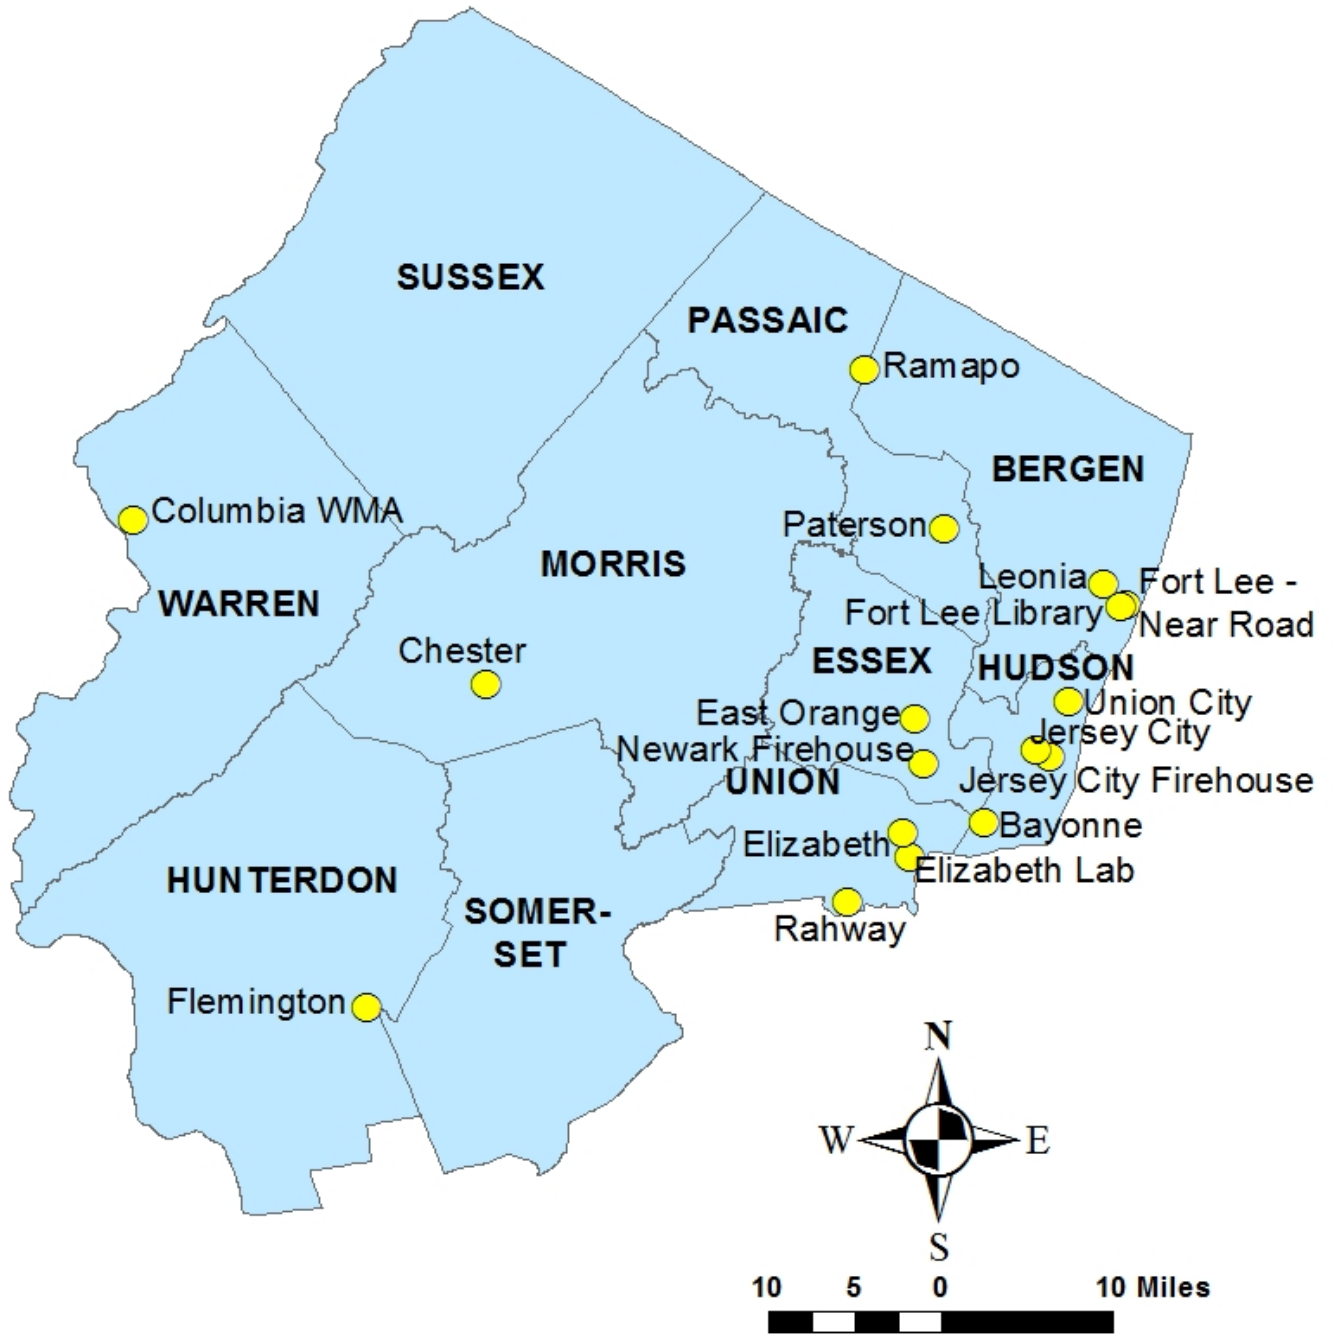 SUSSEX
PASSAIC
Ramapo
BERGEN
Columbia WMA
Paterson
MORRIS
Leonia
Fort Lee -
Near Road
Fort Lee Library
WARREN
Chester
ESSEX
HUDSON
East Orange
Union City
Jersey City
Newark Firehouse
UNION
Jersey City Firehouse
Bayonne
Elizabeth
Elizabeth Lab
HUNTERDON
SOMER-
SET
Rahway
Flemington
N
W
E
S
10 5 0 10 Miles